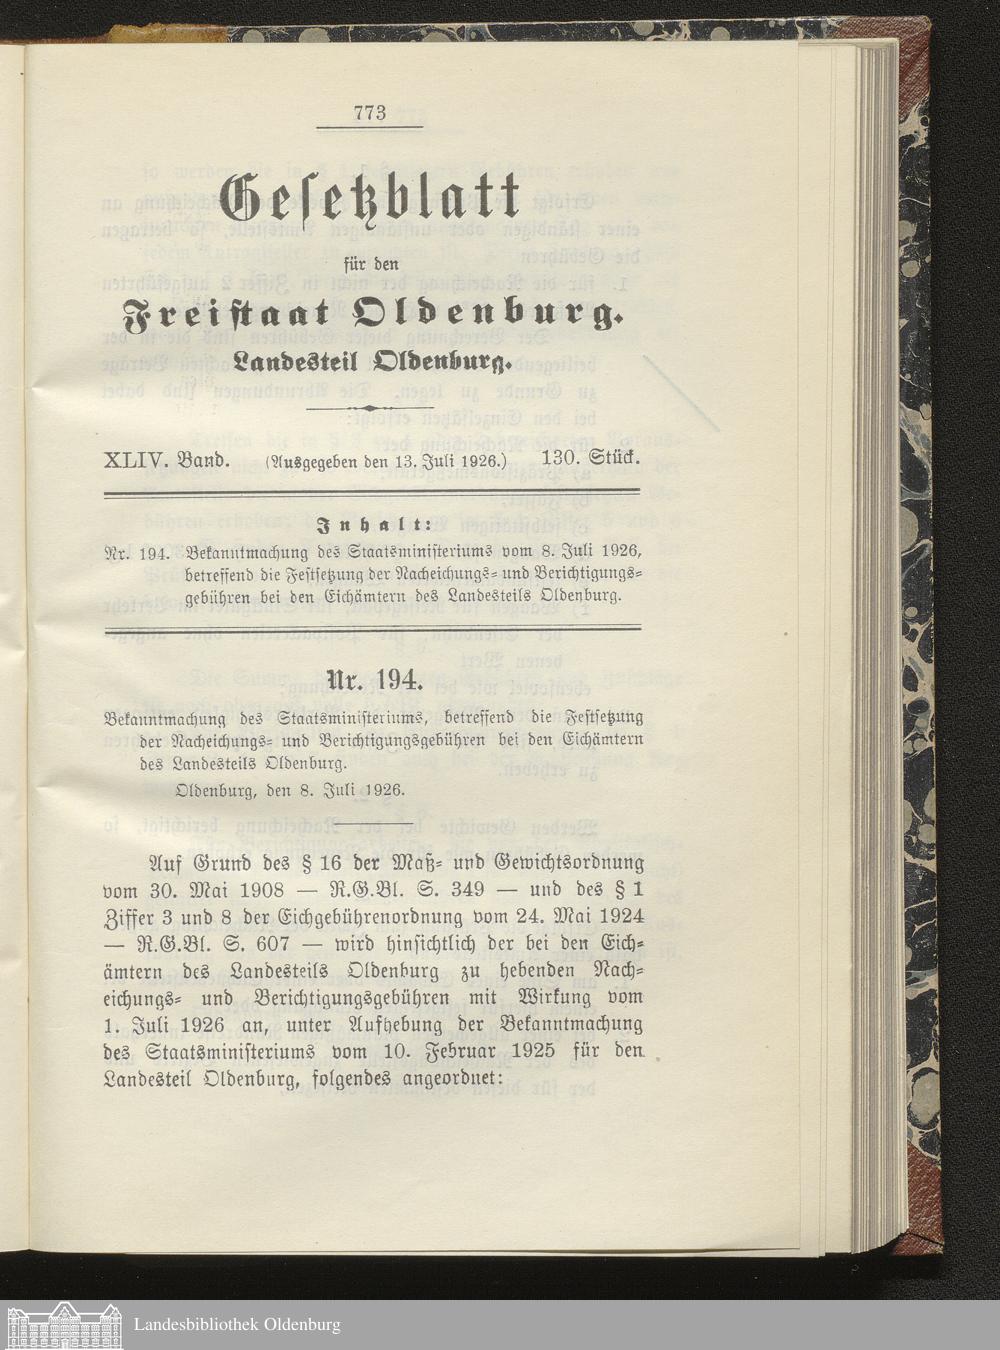 773
Gesetzblatt
für den
Freistaat Oldenburg.
Landesteil Oldenburg.
XLIV. Band. (Ausgegeben den 13. Juli 1926.) 130. Stück.
Inhalt:
Nr. 194. Bekanntmachung des Staatsministeriums vom 8. Juli 1926,
betreffend die Festsetzung der Nacheichungs- und Berichtigungs-
gebühren bei den Eichämtern des Landesteils Oldenburg.
Nr. 194.
Bekanntmachung des Staatsministeriums, betreffend die Festsetzung
der Nacheichungs- und Berichtigungsgebühren bei den Eichämtern
des Landesteils Oldenburg.
Oldenburg, den 8. Juli 1926.
Auf Grund des § 16 der Maß- und Gewichtsordnung
vom 30. Mai 1908 — R.G.Bl. S. 349 — und des § 1
Ziffer 3 und 8 der Eichgebührenordnung vom 24. Mai 1924
— R.G.Bl. S. 607 — wird hinsichtlich der bei den Eich-
ämtern des Landesteils Oldenburg zu hebenden Nach-
eichungs- und Berichtigungsgebühren mit Wirkung vom
1. Juli 1926 an, unter Aufhebung der Bekanntmachung
des Staatsministeriums vom 10. Februar 1925 für den
Landesteil Oldenburg, folgendes angeordnet:
Landesbibliothek Oldenburg